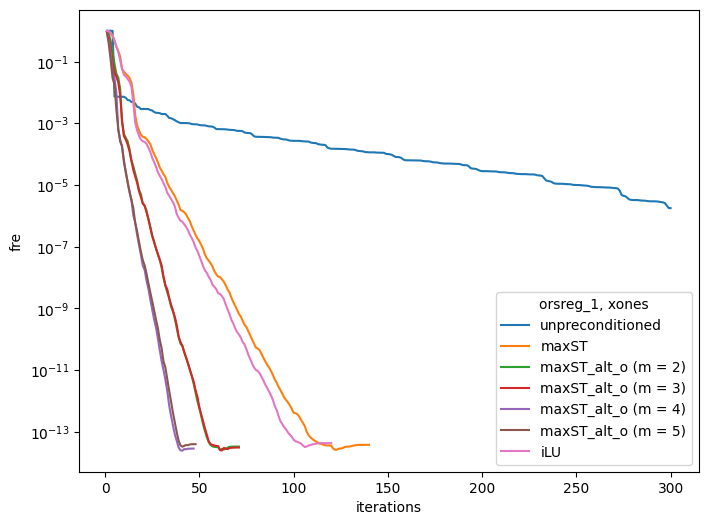 10⁻¹
10⁻³
10⁻⁵
10⁻⁷
10⁻⁹
10⁻¹¹
10⁻¹³
fre
0 50 100 150 200 250 300
iterations
orsreg_1, xones
unpreconditioned
maxST
maxST_alt_o (m = 2)
maxST_alt_o (m = 3)
maxST_alt_o (m = 4)
maxST_alt_o (m = 5)
iLU